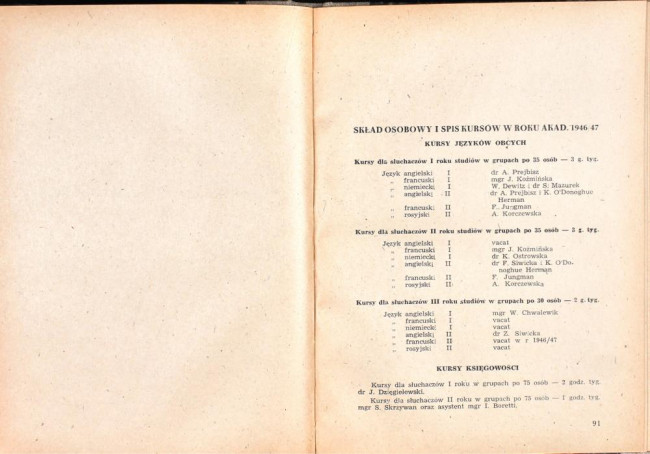 SKŁAD OSOBOWY I SPIS KURSÓW W ROKU AKAD. 1946/47
KURSY JĘZYKÓW OBCYCH
Kursy dla słuchaczów I roku studiów w grupach po 35 osób — 3 g. tyg.
Język angielski I dr A. Prejbisz
„ francuski I mgr J. Koźmińska
„ niemiecki I W. Dewitz i dr S. Mazurek
„ angielski II dr A. Prejbisz i K. O'Donoghue
Herman
„ francuski II F. Jungman
„ rosyjski II A. Korczewska
Kursy dla słuchaczów II roku studiów w grupach po 35 osób — 3 g. tyg.
Język angielski I vacat
„ francuski I mgr J. Koźmińska
„ niemiecki I dr K. Ostrowska
„ angielski II dr F. Siwicka i K. O'Do-
noghue Herman
„ francuski II F. Jungman
„ rosyjski II A. Korczewska
Kursy dla słuchaczów III roku studiów w grupach po 30 osób — 2 g. tyg.
Język angielski I mgr W. Chwalewik
„ francuski I vacat
„ niemiecki I vacat
„ angielski II dr Z. Siwicka
„ francuski II vacat w r 1946/47
„ rosyjski II vacat
KURSY KSIĘGOWOŚCI
Kursy dla słuchaczów I roku w grupach po 75 osób — 2 godz. tyg.
dr J. Dzięgielewski.
Kursy dla słuchaczów II roku w grupach po 75 osób — 1 godz. tyg.
mgr S. Skrzywan oraz asystent mgr I. Boretti.
91